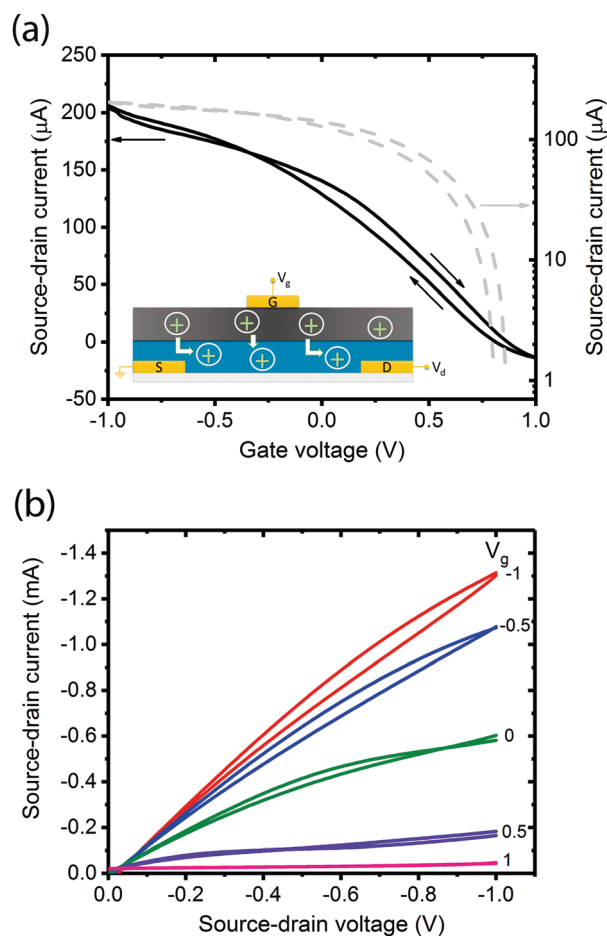 (a)
250
200
150
100
50
0
-50
Source-drain current (µA)
100
10
1
Source-drain current (µA)
Vg
G
+ + + +
+ + +
S
D
Vd
-1.0 -0.5 0.0 0.5 1.0
Gate voltage (V)
(b)
-1.4
-1.2
-1.0
-0.8
-0.6
-0.4
-0.2
0.0
Source-drain current (mA)
Vg
-1
-0.5
0
0.5
1
0.0 -0.2 -0.4 -0.6 -0.8 -1.0
Source-drain voltage (V)